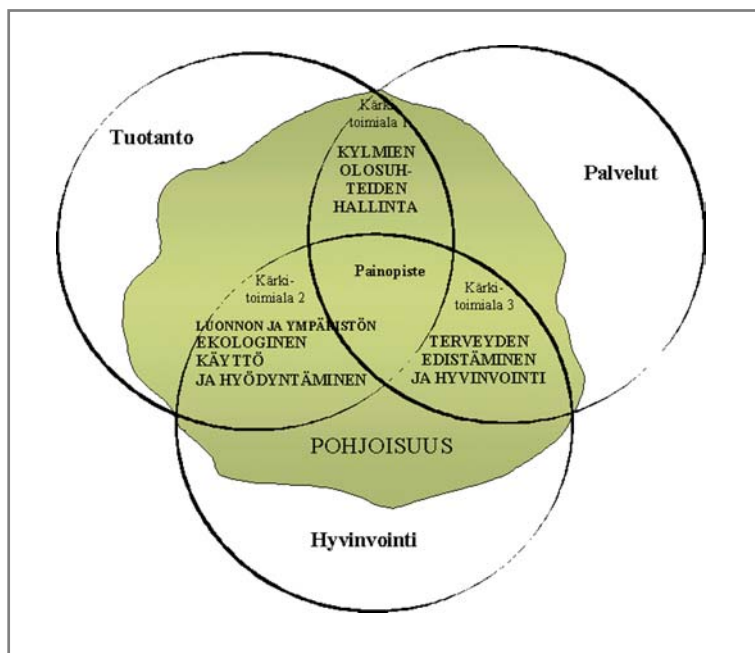 Tuotanto
Palvelut
Kärki-
toimiala 1
KYLMIEN
OLOSUH-
TEIDEN
HALLINTA
Painopiste
Kärki-
toimiala 2
LUONNON JA YMPÄRISTÖN
EKOLOGINEN
KÄYTTÖ
JA HYÖDYNTÄMINEN
Kärki-
toimiala 3
TERVEYDEN
EDISTÄMINEN
JA HYVINVOINTI
POHJOISUUS
Hyvinvointi